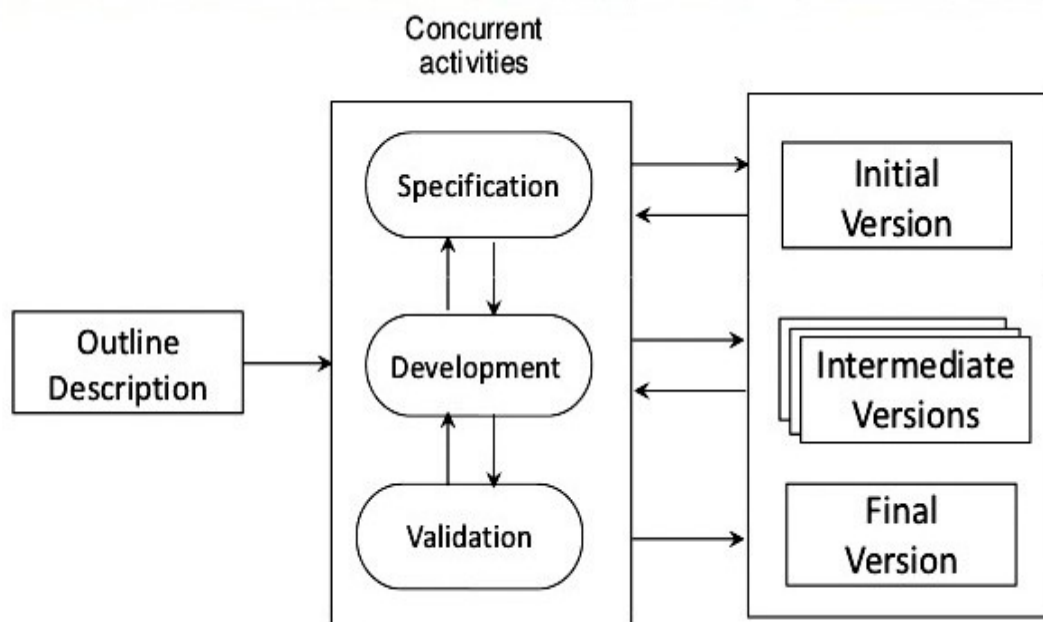 Concurrent
activities
Outline
Description
Specification
Development
Validation
Initial
Version
Intermediate
Versions
Final
Version